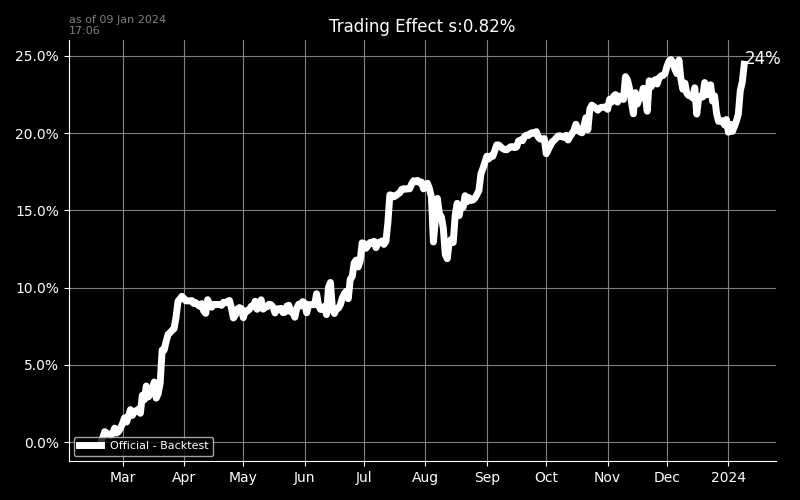 as of 09 Jan 2024
17:06
Trading Effect s:0.82%
25.0%
24%
20.0%
15.0%
10.0%
5.0%
0.0%
Official - Backtest
Mar Apr May Jun Jul Aug Sep Oct Nov Dec 2024